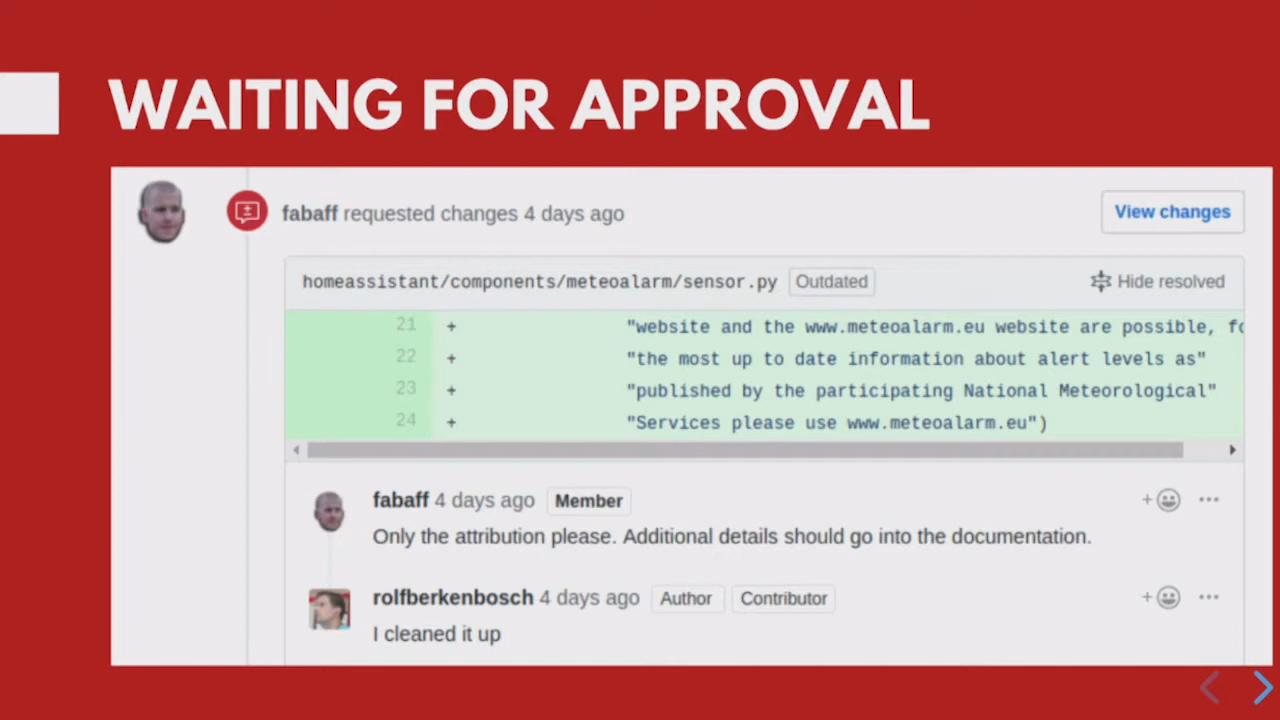 WAITING FOR APPROVAL
fabaff requested changes 4 days ago
View changes
homeassistant/components/meteoalarm/sensor.py Outdated
Hide resolved
21 + "website and the www.meteoalarm.eu website are possible, fo
22 + "the most up to date information about alert levels as"
23 + "published by the participating National Meteorological"
24 + "Services please use www.meteoalarm.eu")
fabaff 4 days ago Member
Only the attribution please. Additional details should go into the documentation.
rolfberkenbosch 4 days ago Author Contributor
I cleaned it up